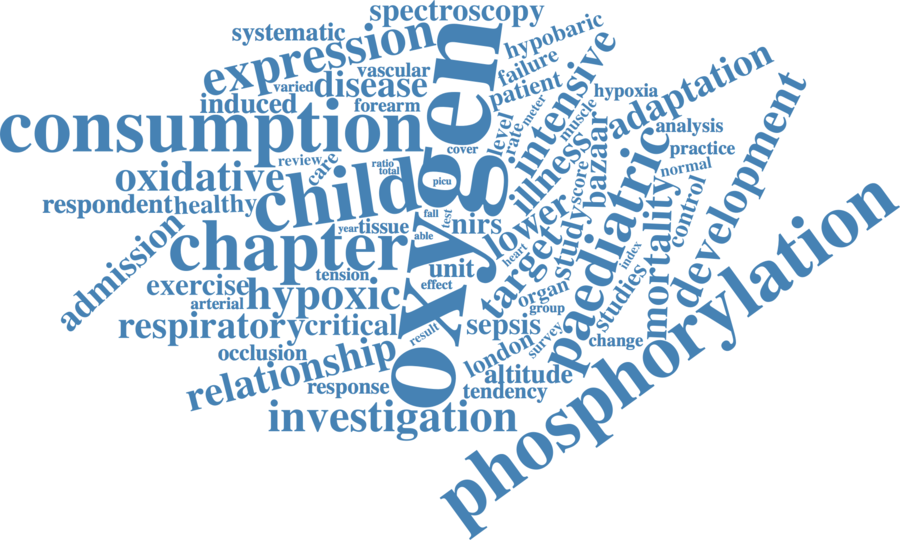 spectroscopy
systematic
expression
hypobaric
vascular
failure
varied
disease
patient
intensive
induced
forearm
hypoxia
adaptation
consumption
oxygen
level
rate
meter
muscle
analysis
cover
practice
review
care
ratio
total
child
picu
illness
score
bazaar
paediatric
normal
oxidative
development
respondent
healthy
admission
chapter
year
tissue
fall
able
test
nirs
lower
heart
target
study
mortality
control
index
studies
unit
tension
effect
exercise
arterial
hypoxic
organ
group
respiratory
critical
result
sepsis
survey
london
change
phosphorylation
occlusion
relationship
response
altitude
tendency
investigation